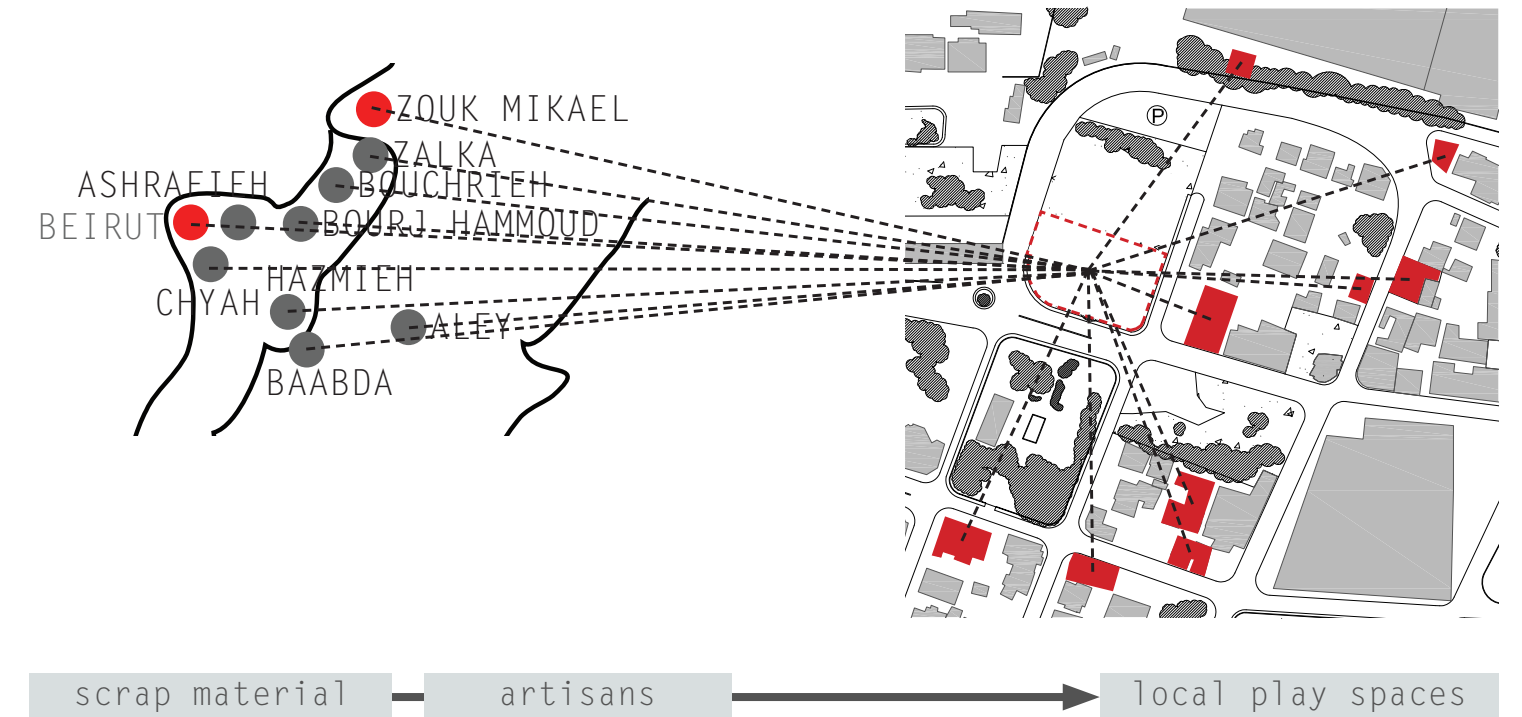 ZOUK MIKAEL
ZALKA
ASHRAFIEH
BOUCHRIEH
BEIRUT
BOURJ HAMMOUD
HAZMIEH
CHYAH
ALEY
BAABDA
P
scrap material
artisans
local play spaces